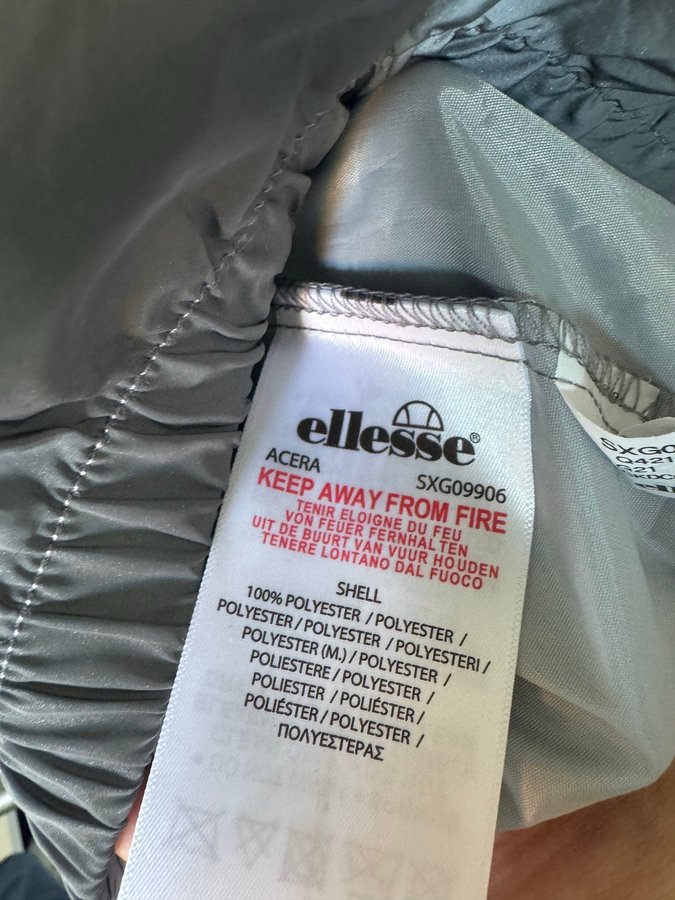 ellesse®
ACERA SXG09906
KEEP AWAY FROM FIRE
TENIR ELOIGNE DU FEU
VON FEUER FERNHALTEN
UIT DE BUURT VAN VUUR HOUDEN
TENERE LONTANO DAL FUOCO
SHELL
100% POLYESTER / POLYESTER /
POLYESTER / POLYESTER / POLYESTERI /
POLYESTER (M.) / POLYESTER /
POLIESTERE / POLYESTER /
POLIESTER / POLIÉSTER /
POLIÉSTER / POLYESTER /
ΠΟΛΥΕΣΤΕΡΑΣ